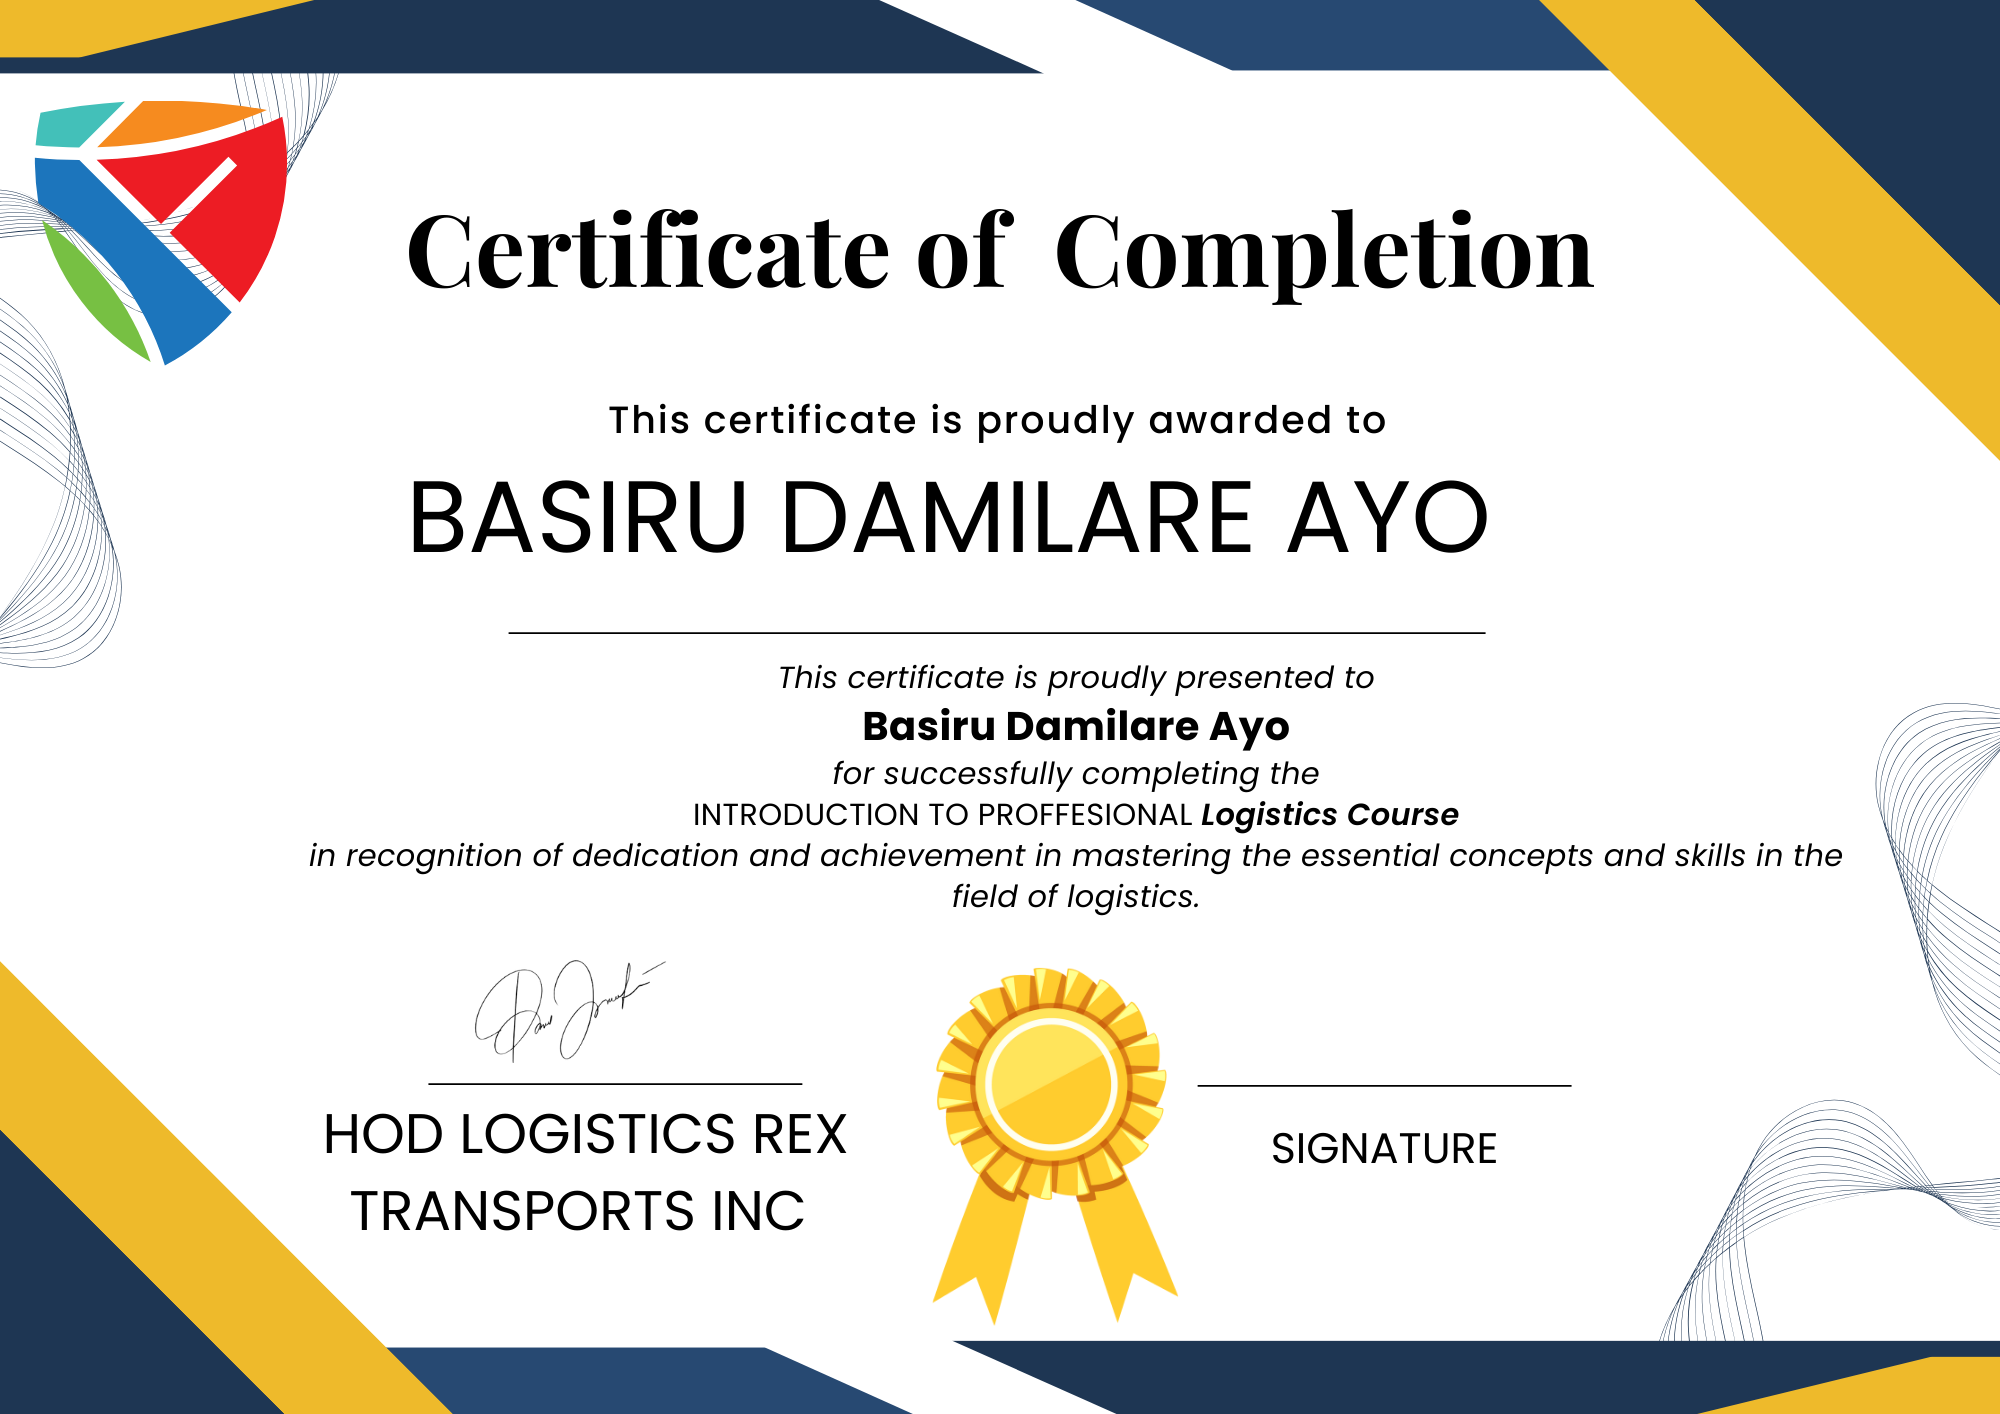 Certificate of Completion
This certificate is proudly awarded to
BASIRU DAMILARE AYO
This certificate is proudly presented to
Basiru Damilare Ayo
for successfully completing the
INTRODUCTION TO PROFFESIONAL Logistics Course
in recognition of dedication and achievement in mastering the essential concepts and skills in the
field of logistics.
HOD LOGISTICS REX
TRANSPORTS INC
SIGNATURE